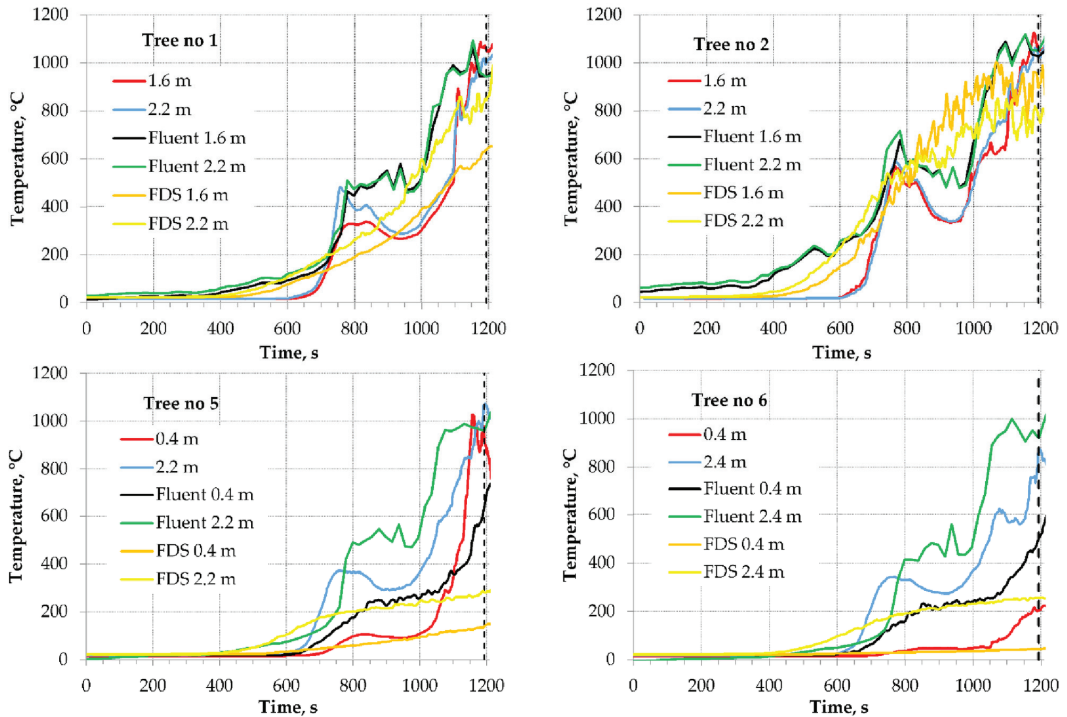 Tree no 1
Temperature, °C
1200
1000
800
600
400
200
0
1.6 m
2.2 m
Fluent 1.6 m
Fluent 2.2 m
FDS 1.6 m
FDS 2.2 m
0 200 400 600 800 1000 1200
Time, s
Tree no 2
Temperature, °C
1200
1000
800
600
400
200
0
1.6 m
2.2 m
Fluent 1.6 m
Fluent 2.2 m
FDS 1.6 m
FDS 2.2 m
0 200 400 600 800 1000 1200
Time, s
Tree no 5
Temperature, °C
1200
1000
800
600
400
200
0
0.4 m
2.2 m
Fluent 0.4 m
Fluent 2.2 m
FDS 0.4 m
FDS 2.2 m
0 200 400 600 800 1000 1200
Time, s
Tree no 6
Temperature, °C
1200
1000
800
600
400
200
0
0.4 m
2.4 m
Fluent 0.4 m
Fluent 2.4 m
FDS 0.4 m
FDS 2.4 m
0 200 400 600 800 1000 1200
Time, s